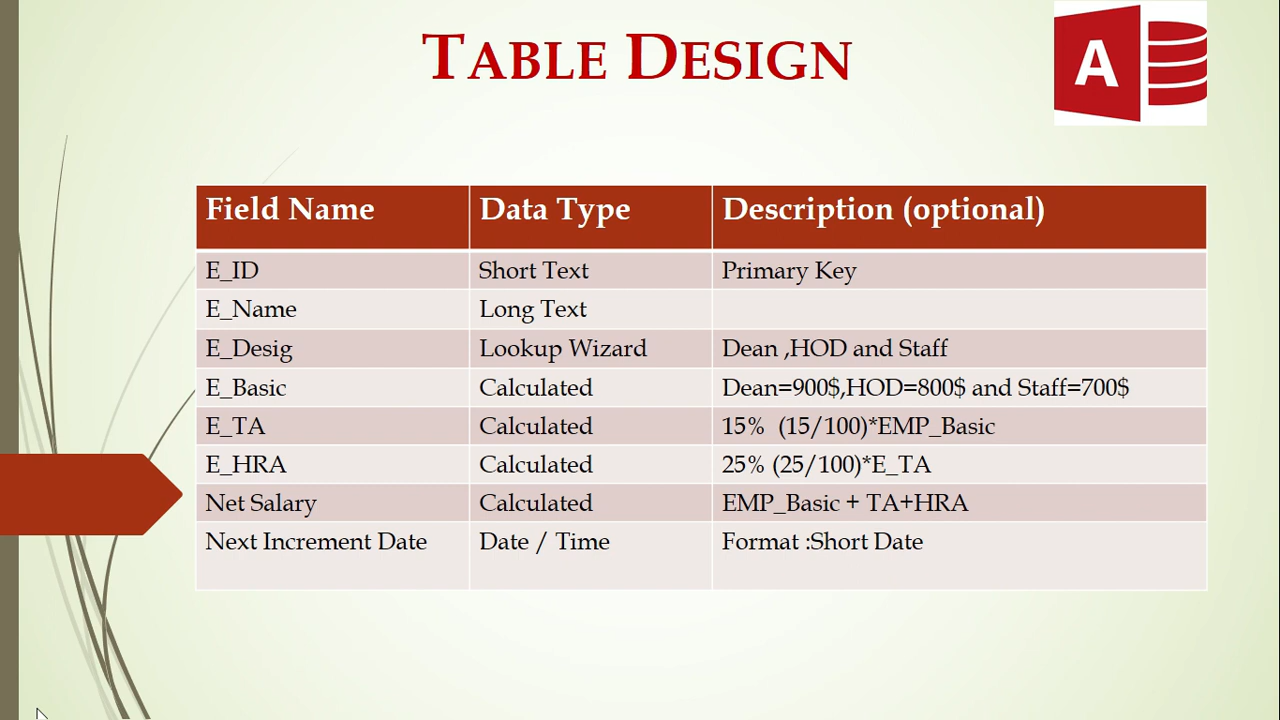 TABLE DESIGN
A
Field Name Data Type Description (optional)
E_ID Short Text Primary Key
E_Name Long Text
E_Desig Lookup Wizard Dean ,HOD and Staff
E_Basic Calculated Dean=900$,HOD=800$ and Staff=700$
E_TA Calculated 15%  (15/100)*EMP_Basic
E_HRA Calculated 25% (25/100)*E_TA
Net Salary Calculated EMP_Basic + TA+HRA
Next Increment Date Date / Time Format :Short Date